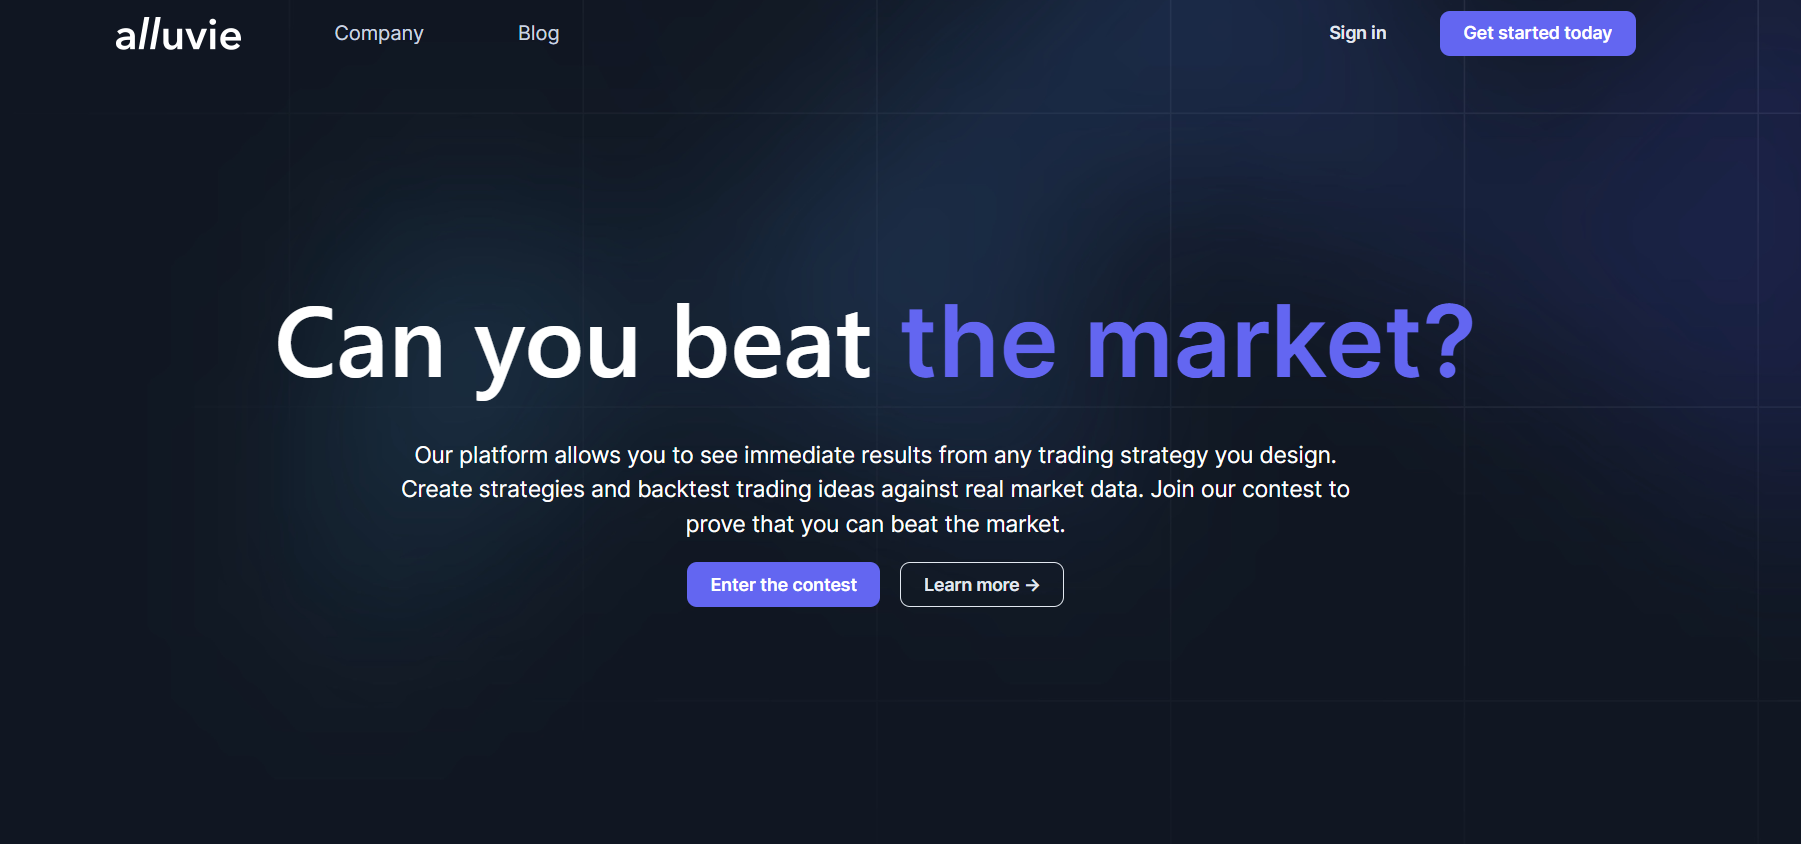 alluvie
Company
Blog
Sign in
Get started today
Can you beat the market?
Our platform allows you to see immediate results from any trading strategy you design.
Create strategies and backtest trading ideas against real market data. Join our contest to
prove that you can beat the market.
Enter the contest
Learn more →